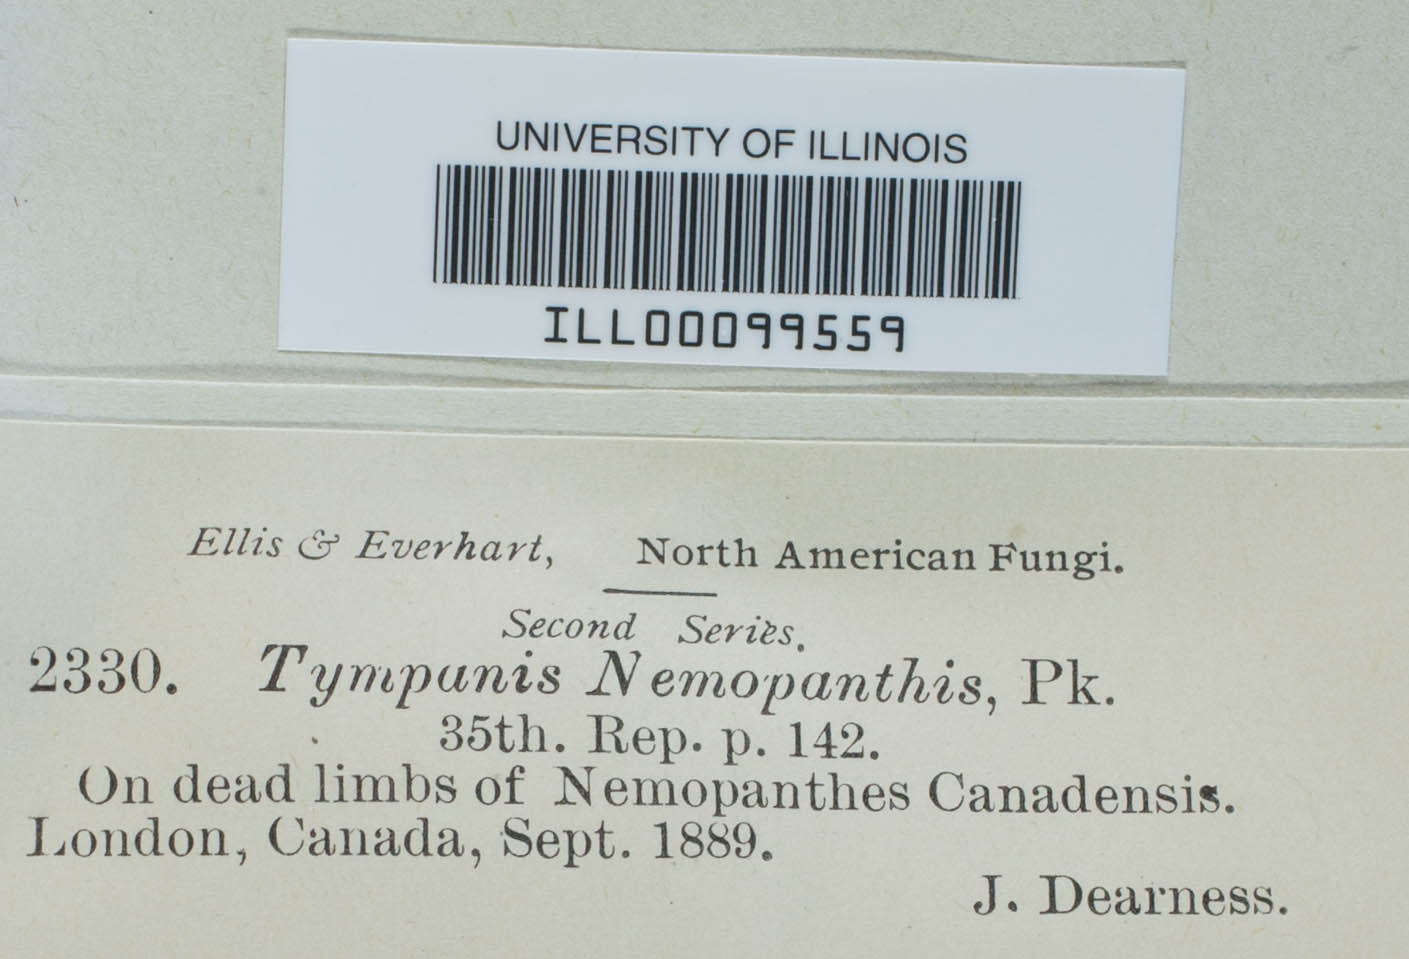 UNIVERSITY OF ILLINOIS
ILL00099559
Ellis & Everhart, North American Fungi.
Second Series.
2330. Tympanis Nemopanthis, Pk.
35th. Rep. p. 142.
On dead limbs of Nemopanthes Canadensis.
London, Canada, Sept. 1889.
J. Dearness.